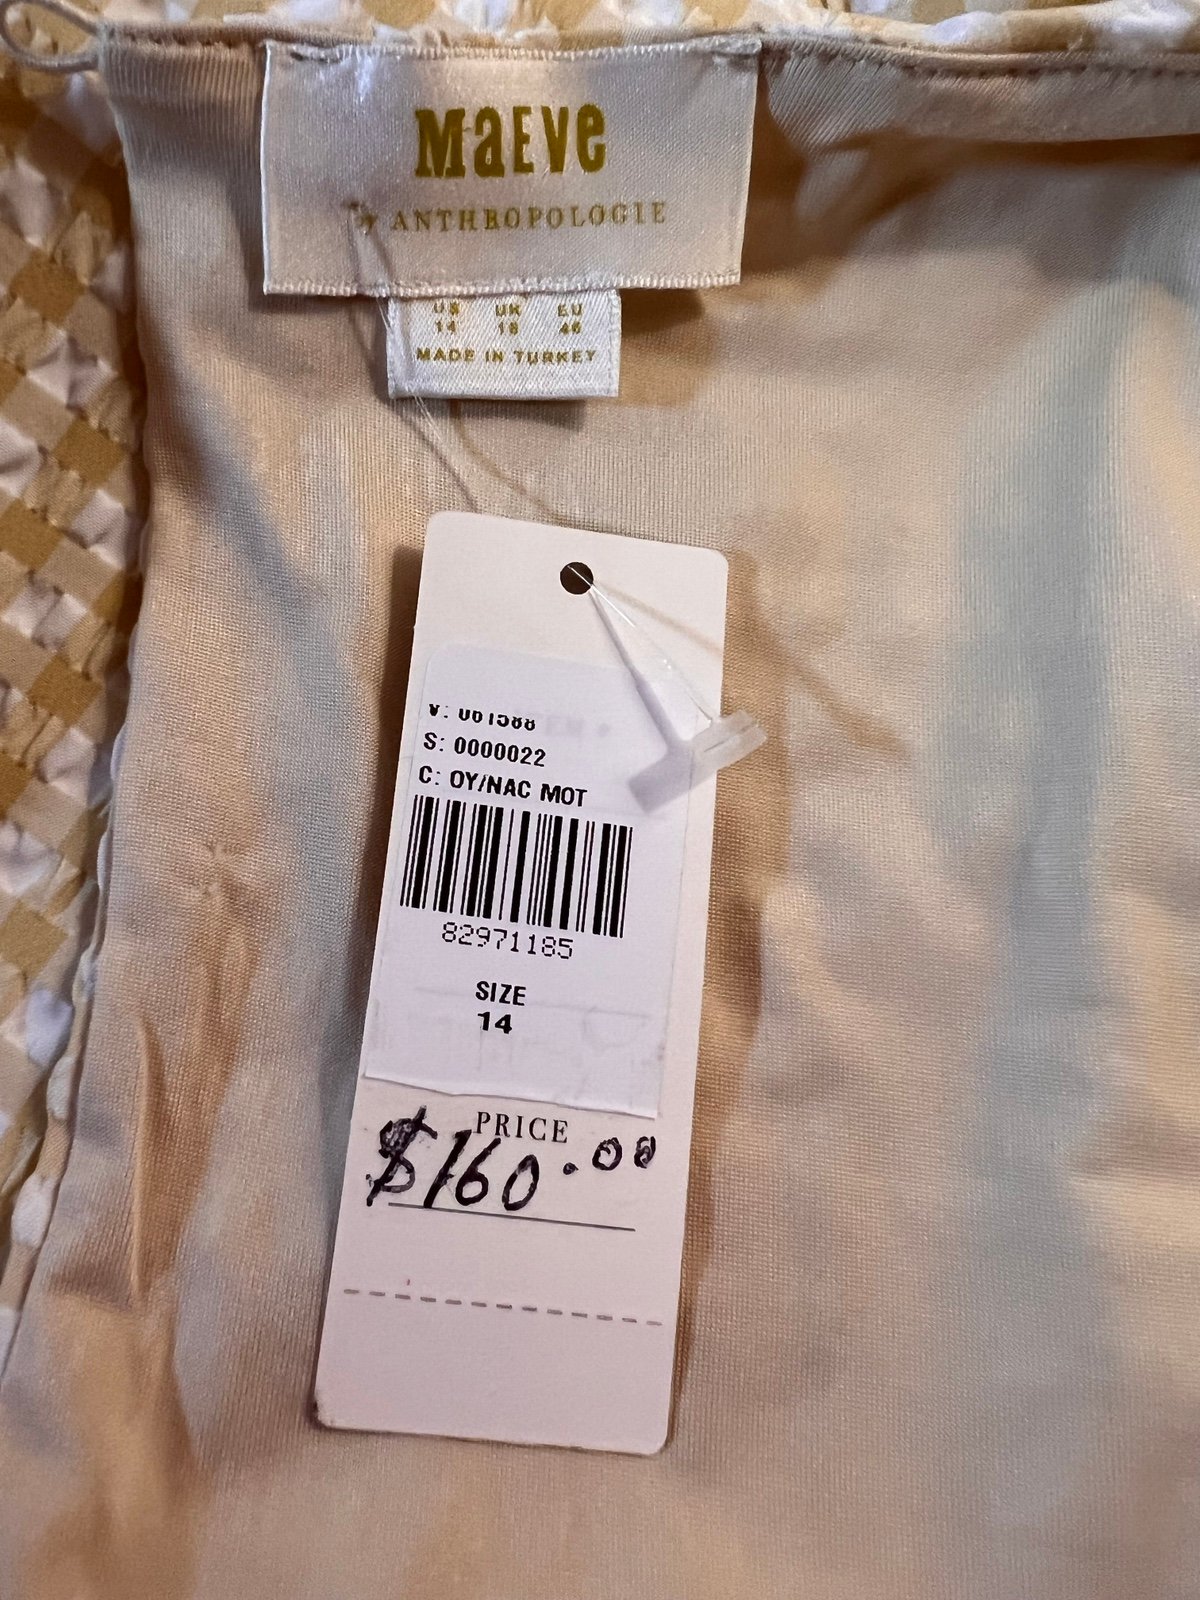 Maeve
by ANTHROPOLOGIE
US UK EU
14 18 46
MADE IN TURKEY
V: 061588
S: 0000022
C: OY/NAC MOT
82971185
SIZE
14
PRICE
$160.00